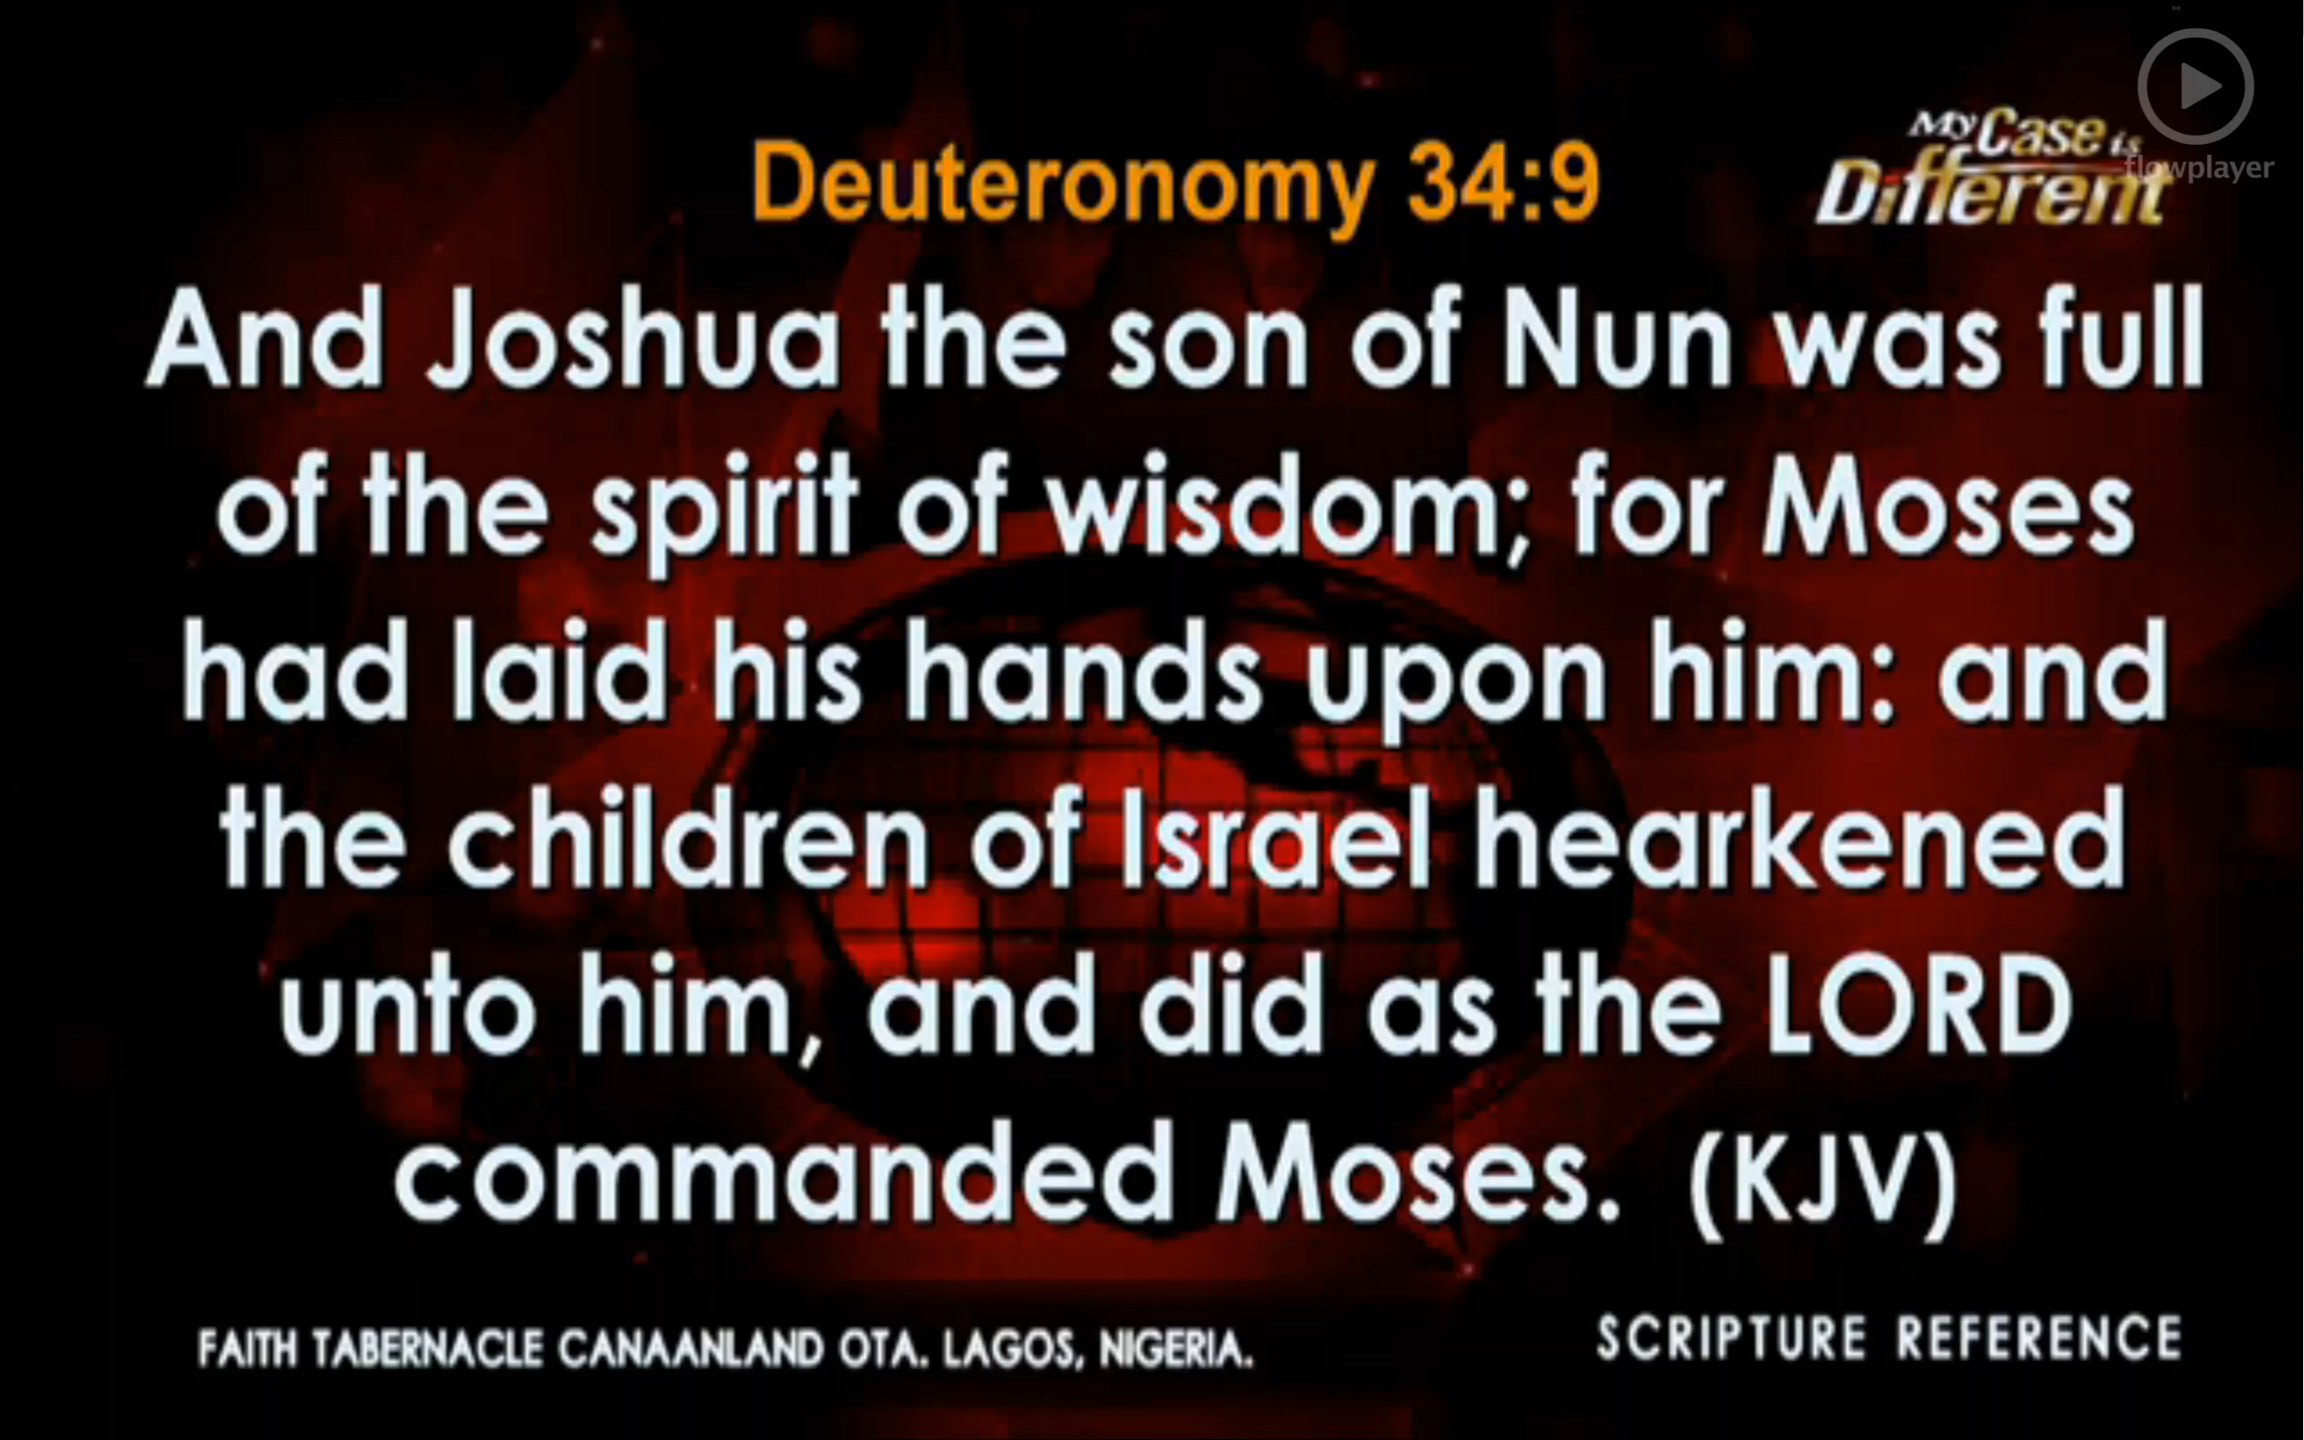 flowplayer
My Case is
Different
Deuteronomy 34:9
And Joshua the son of Nun was full
of the spirit of wisdom; for Moses
had laid his hands upon him: and
the children of Israel hearkened
unto him, and did as the LORD
commanded Moses. (KJV)
FAITH TABERNACLE CANAANLAND OTA. LAGOS, NIGERIA.
SCRIPTURE REFERENCE